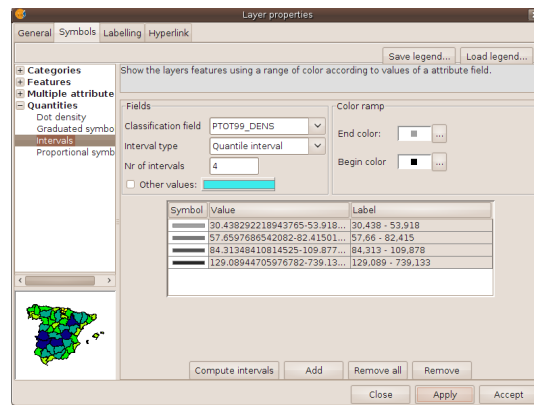 Layer properties
General Symbols Labelling Hyperlink
Save legend... Load legend...
Categories
Features
Multiple attribute
Quantities
Dot density
Graduated symbo
Intervals
Proportional symb
Show the layers features using a range of color according to values of a attribute field.
Fields
Classification field PTOT99_DENS
Interval type Quantile interval
Nr of intervals 4
Other values:
Color ramp
End color: ...
Begin color ...
Symbol Value Label
30.438292218943765-53.918... 30,438 - 53,918
57.6597686542082-82.41501... 57,66 - 82,415
84.31348410814525-109.877... 84,313 - 109,878
129.08944705976782-739.13... 129,089 - 739,133
Compute intervals Add Remove all Remove
Close Apply Accept